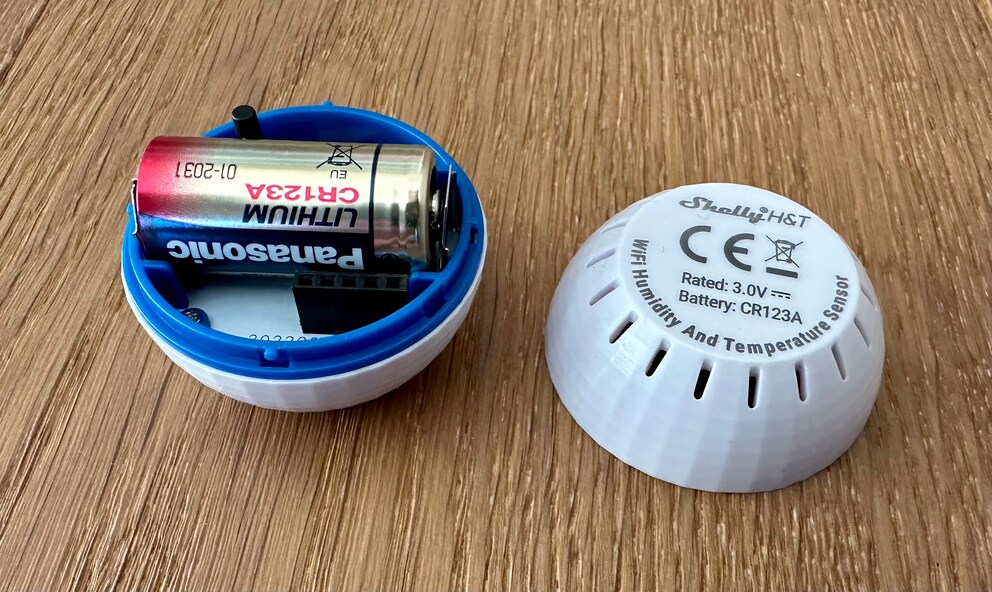 01-2031
EU
CR123A
LITHIUM
Panasonic
Shelly H&T
CE
Rated: 3.0V
Battery: CR123A
WiFi Humidity And Temperature Sensor